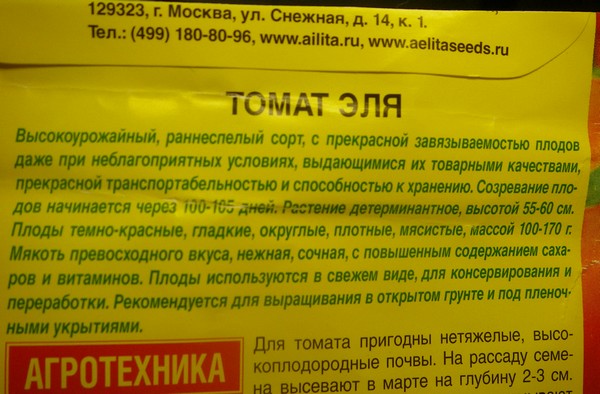 129323, г. Москва, ул. Снежная, д. 14, к. 1.
Тел.: (499) 180-80-96, www.ailita.ru, www.aelitaseeds.ru
ТОМАТ ЭЛЯ
Высокоурожайный, раннеспелый сорт, с прекрасной завязываемостью плодов
даже при неблагоприятных условиях, выдающимися их товарными качествами,
прекрасной транспортабельностью и способностью к хранению. Созревание пло-
дов начинается через 100-105 дней. Растение детерминантное, высотой 55-60 см.
Плоды темно-красные, гладкие, округлые, плотные, мясистые, массой 100-170 г.
Мякоть превосходного вкуса, нежная, сочная, с повышенным содержанием саха-
ров и витаминов. Плоды используются в свежем виде, для консервирования и
переработки. Рекомендуется для выращивания в открытом грунте и под пленоч-
ными укрытиями.
АГРОТЕХНИКА
Для томата пригодны нетяжелые, высо-
коплодородные почвы. На рассаду семе-
на высевают в марте на глубину 2-3 см.